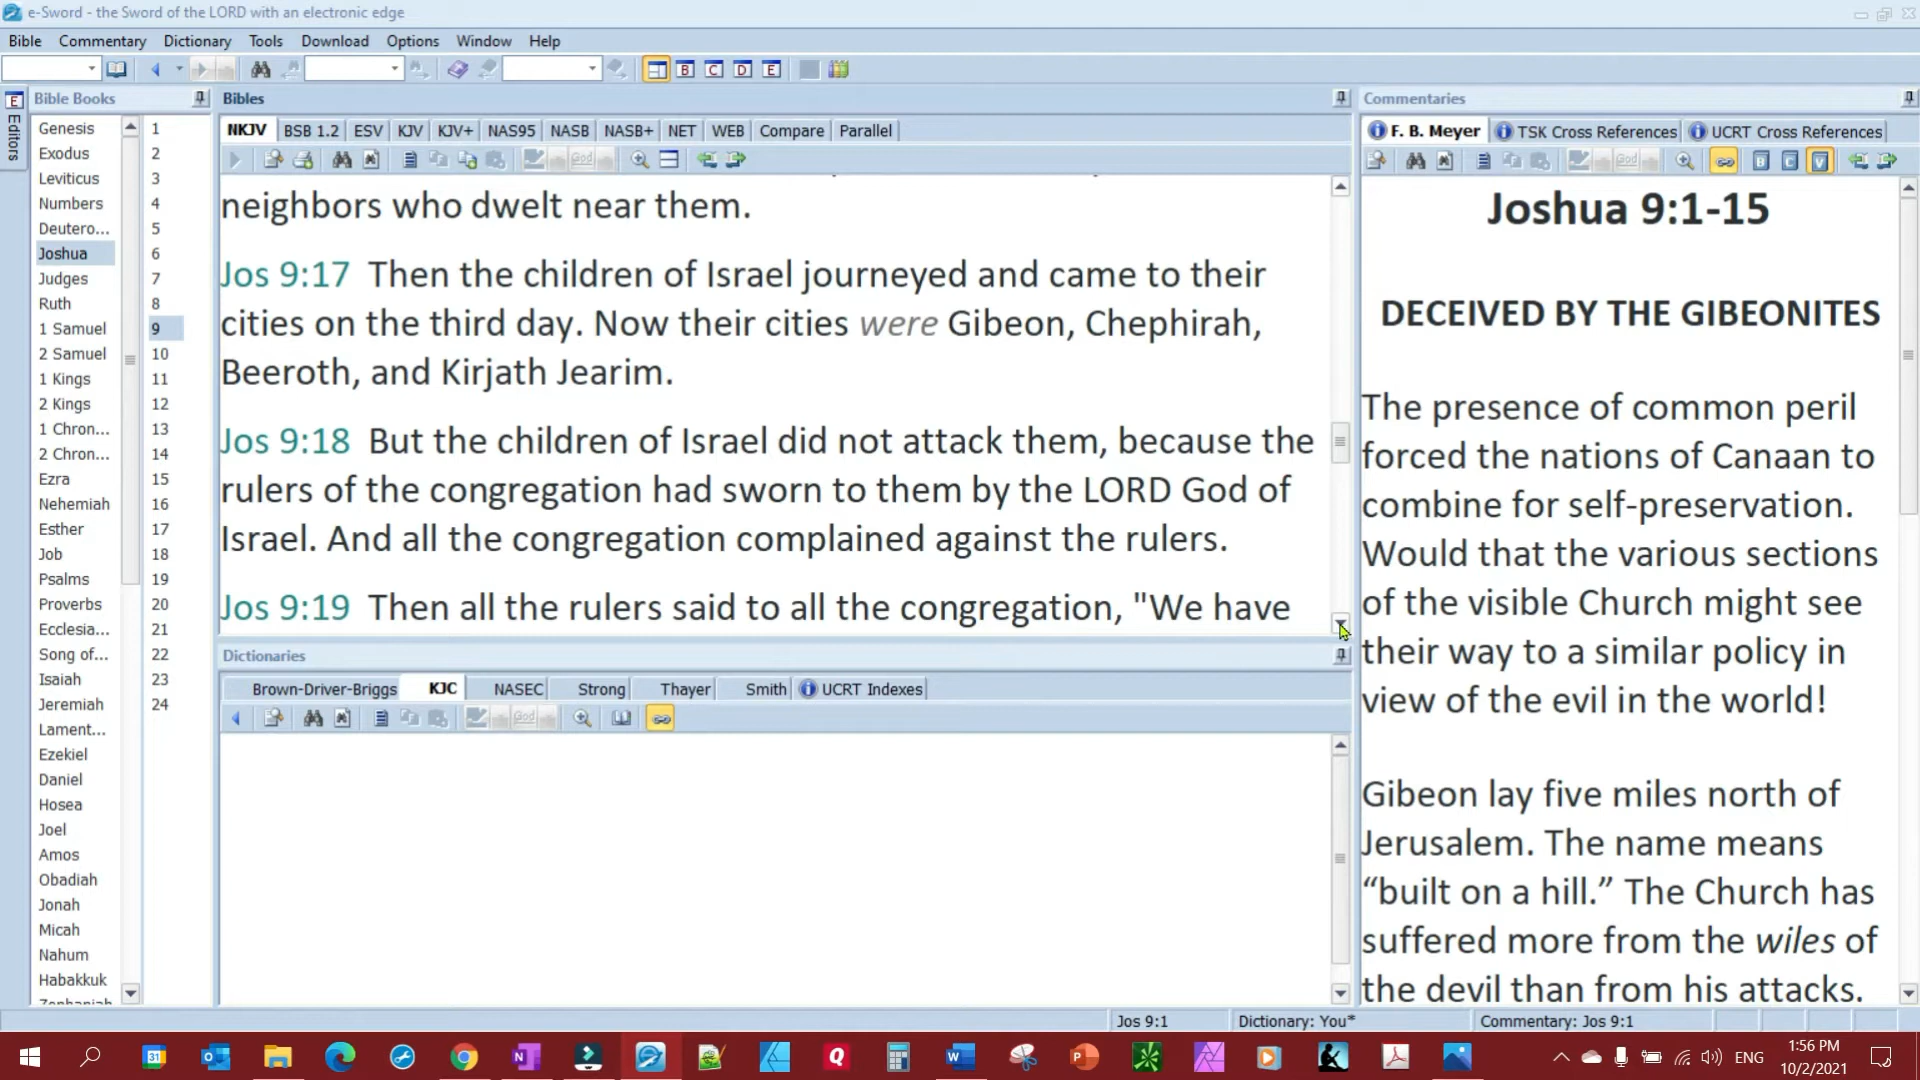 e-Sword - the Sword of the LORD with an electronic edge
Bible Commentary Dictionary Tools Download Options Window Help
B C D E
Editors
Bible Books
Genesis
Exodus
Leviticus
Numbers
Deutero...
Joshua
Judges
Ruth
1 Samuel
2 Samuel
1 Kings
2 Kings
1 Chron...
2 Chron...
Ezra
Nehemiah
Esther
Job
Psalms
Proverbs
Ecclesia...
Song of...
Isaiah
Jeremiah
Lament...
Ezekiel
Daniel
Hosea
Joel
Amos
Obadiah
Jonah
Micah
Nahum
Habakkuk
Zephaniah
1
2
3
4
5
6
7
8
9
10
11
12
13
14
15
16
17
18
19
20
21
22
23
24
Bibles
NKJV BSB 1.2 ESV KJV KJV+ NAS95 NASB NASB+ NET WEB Compare Parallel
God
neighbors who dwelt near them.
Jos 9:17 Then the children of Israel journeyed and came to their
cities on the third day. Now their cities were Gibeon, Chephirah,
Beeroth, and Kirjath Jearim.
Jos 9:18 But the children of Israel did not attack them, because the
rulers of the congregation had sworn to them by the LORD God of
Israel. And all the congregation complained against the rulers.
Jos 9:19 Then all the rulers said to all the congregation, "We have
Dictionaries
Brown-Driver-Briggs KJC NASEC Strong Thayer Smith UCRT Indexes
God
Commentaries
F. B. Meyer TSK Cross References UCRT Cross References
God B C V
Joshua 9:1-15
DECEIVED BY THE GIBEONITES
The presence of common peril
forced the nations of Canaan to
combine for self-preservation.
Would that the various sections
of the visible Church might see
their way to a similar policy in
view of the evil in the world!
Gibeon lay five miles north of
Jerusalem. The name means
“built on a hill.” The Church has
suffered more from the wiles of
the devil than from his attacks.
Jos 9:1 Dictionary: You* Commentary: Jos 9:1
ENG
1:56 PM
10/2/2021